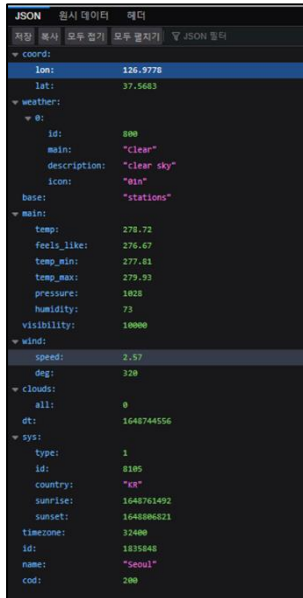 JSON 원시 데이터 헤더
저장 복사 모두 접기 모두 펼치기 JSON 필터
coord:
lon: 126.9778
lat: 37.5683
weather:
0:
id: 800
main: "Clear"
description: "clear sky"
icon: "01n"
base: "stations"
main:
temp: 278.72
feels_like: 276.67
temp_min: 277.81
temp_max: 279.93
pressure: 1028
humidity: 73
visibility: 10000
wind:
speed: 2.57
deg: 320
clouds:
all: 0
dt: 1648744556
sys:
type: 1
id: 8105
country: "KR"
sunrise: 1648761492
sunset: 1648806821
timezone: 32400
id: 1835848
name: "Seoul"
cod: 200